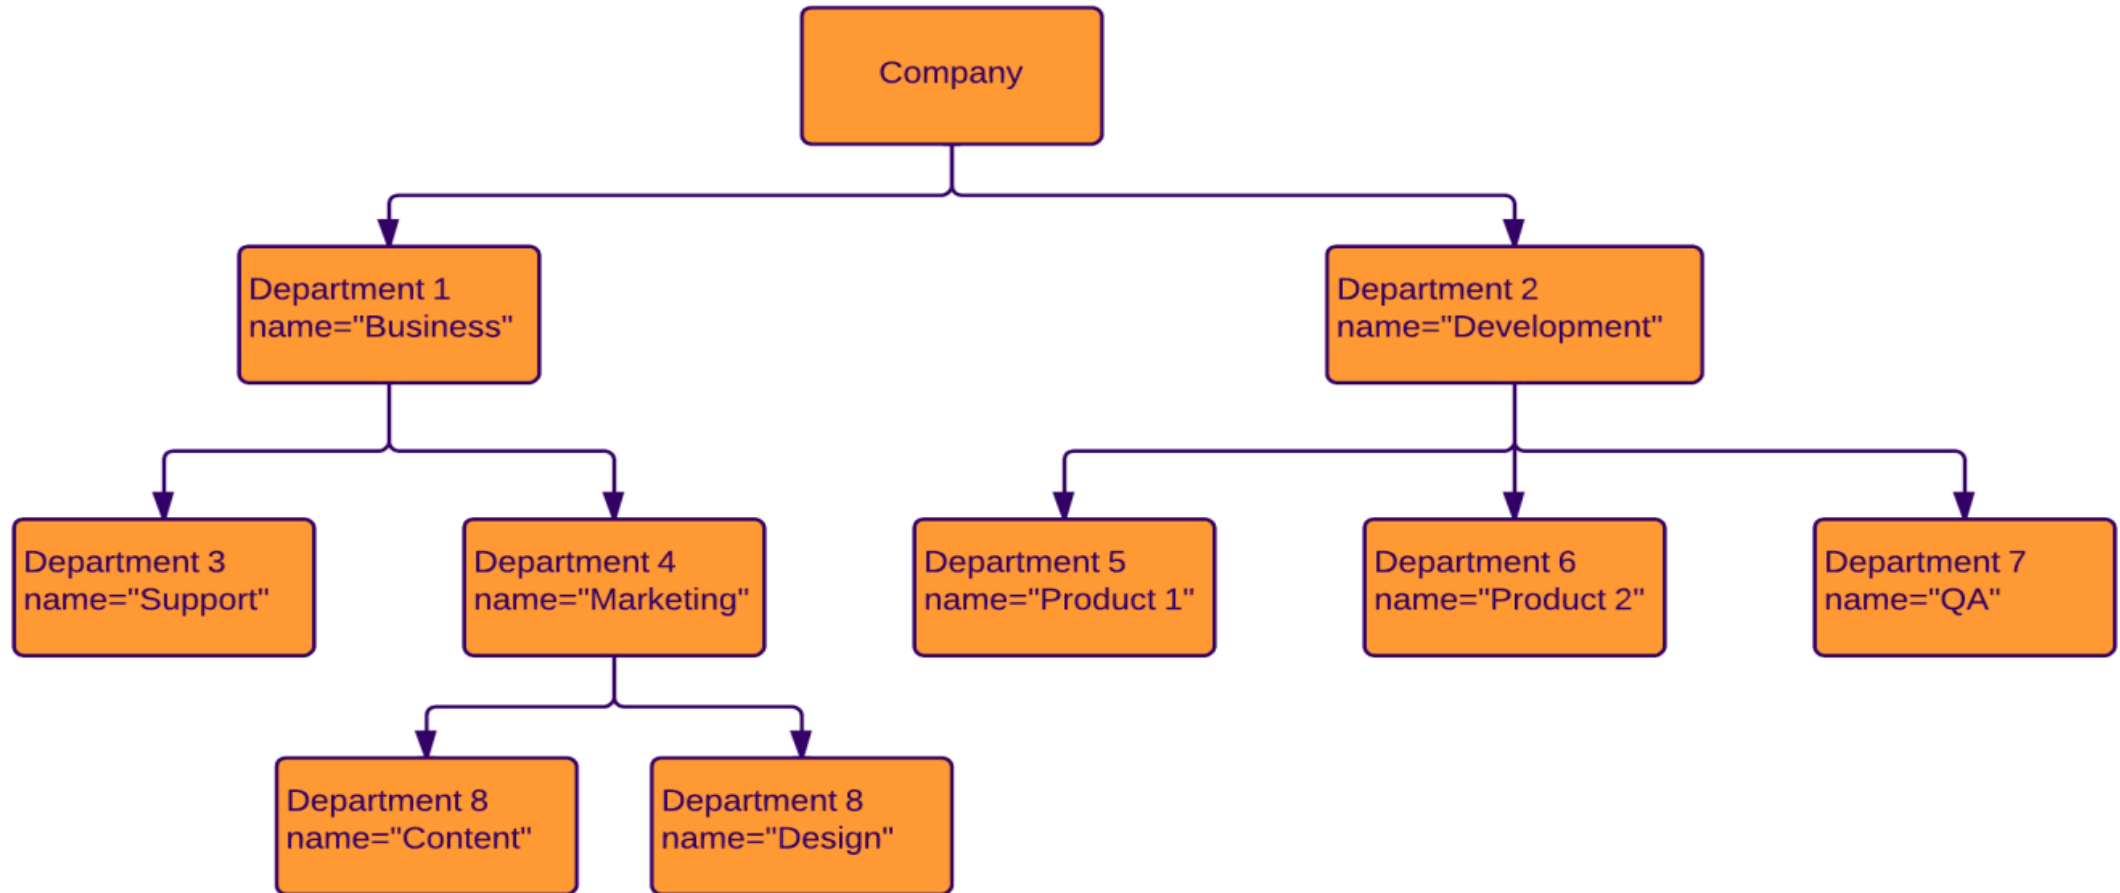 Company
Department 1
name="Business"
Department 2
name="Development"
Department 3
name="Support"
Department 4
name="Marketing"
Department 5
name="Product 1"
Department 6
name="Product 2"
Department 7
name="QA"
Department 8
name="Content"
Department 8
name="Design"